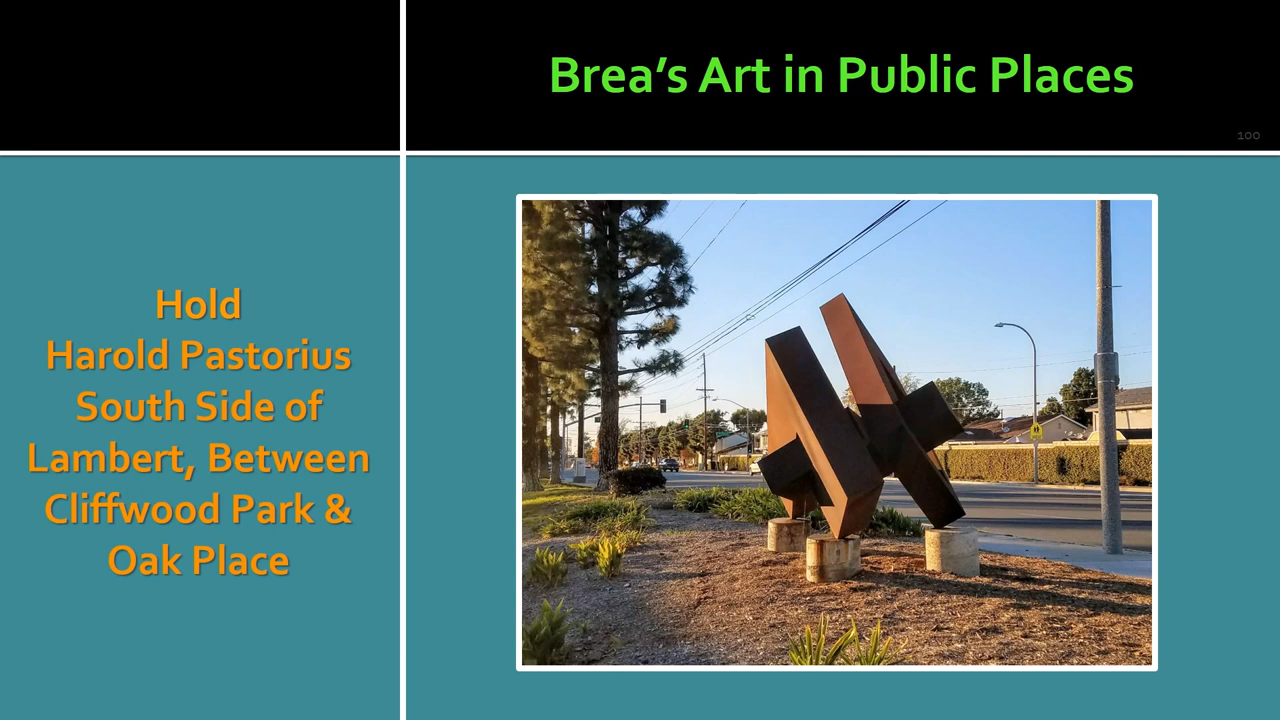 Brea’s Art in Public Places
100
Hold
Harold Pastorius
South Side of
Lambert, Between
Cliffwood Park &
Oak Place